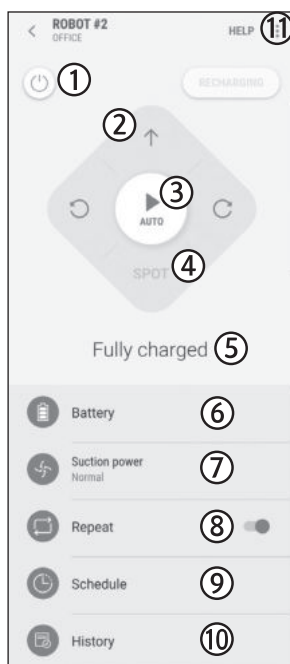 ROBOT #2
OFFICE
HELP
⑪
①
RECHARGING
②
③
AUTO
④
SPOT
Fully charged ⑤
Battery ⑥
Suction power
Normal
⑦
Repeat ⑧
Schedule ⑨
History ⑩